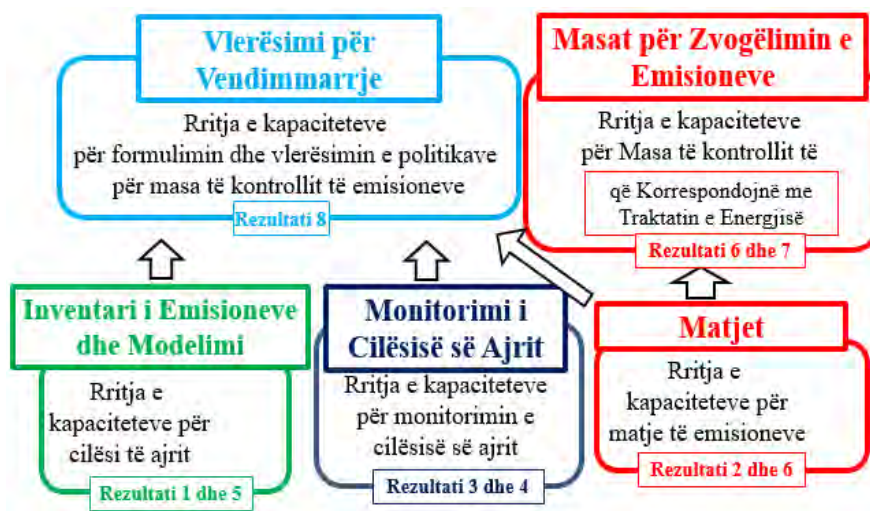 Vlerësimi për
Vendimmarrje
Rritja e kapaciteteve
për formulimin dhe vlerësimin e politikave
për masa të kontrollit të emisioneve
Rezultati 8
Masat për Zvogëlimin e
Emisioneve
Rritja e kapaciteteve
për Masa të kontrollit të
që Korrespondojnë me
Traktatin e Energjisë
Rezultati 6 dhe 7
Inventari i Emisioneve
dhe Modelimi
Rritja e
kapaciteteve për
cilësi të ajrit
Rezultati 1 dhe 5
Monitorimi i
Cilësisë së Ajrit
Rritja e kapaciteteve
për monitorimin e
cilësisë së ajrit
Rezultati 3 dhe 4
Matjet
Rritja e
kapaciteteve për
matje të emisioneve
Rezultati 2 dhe 6